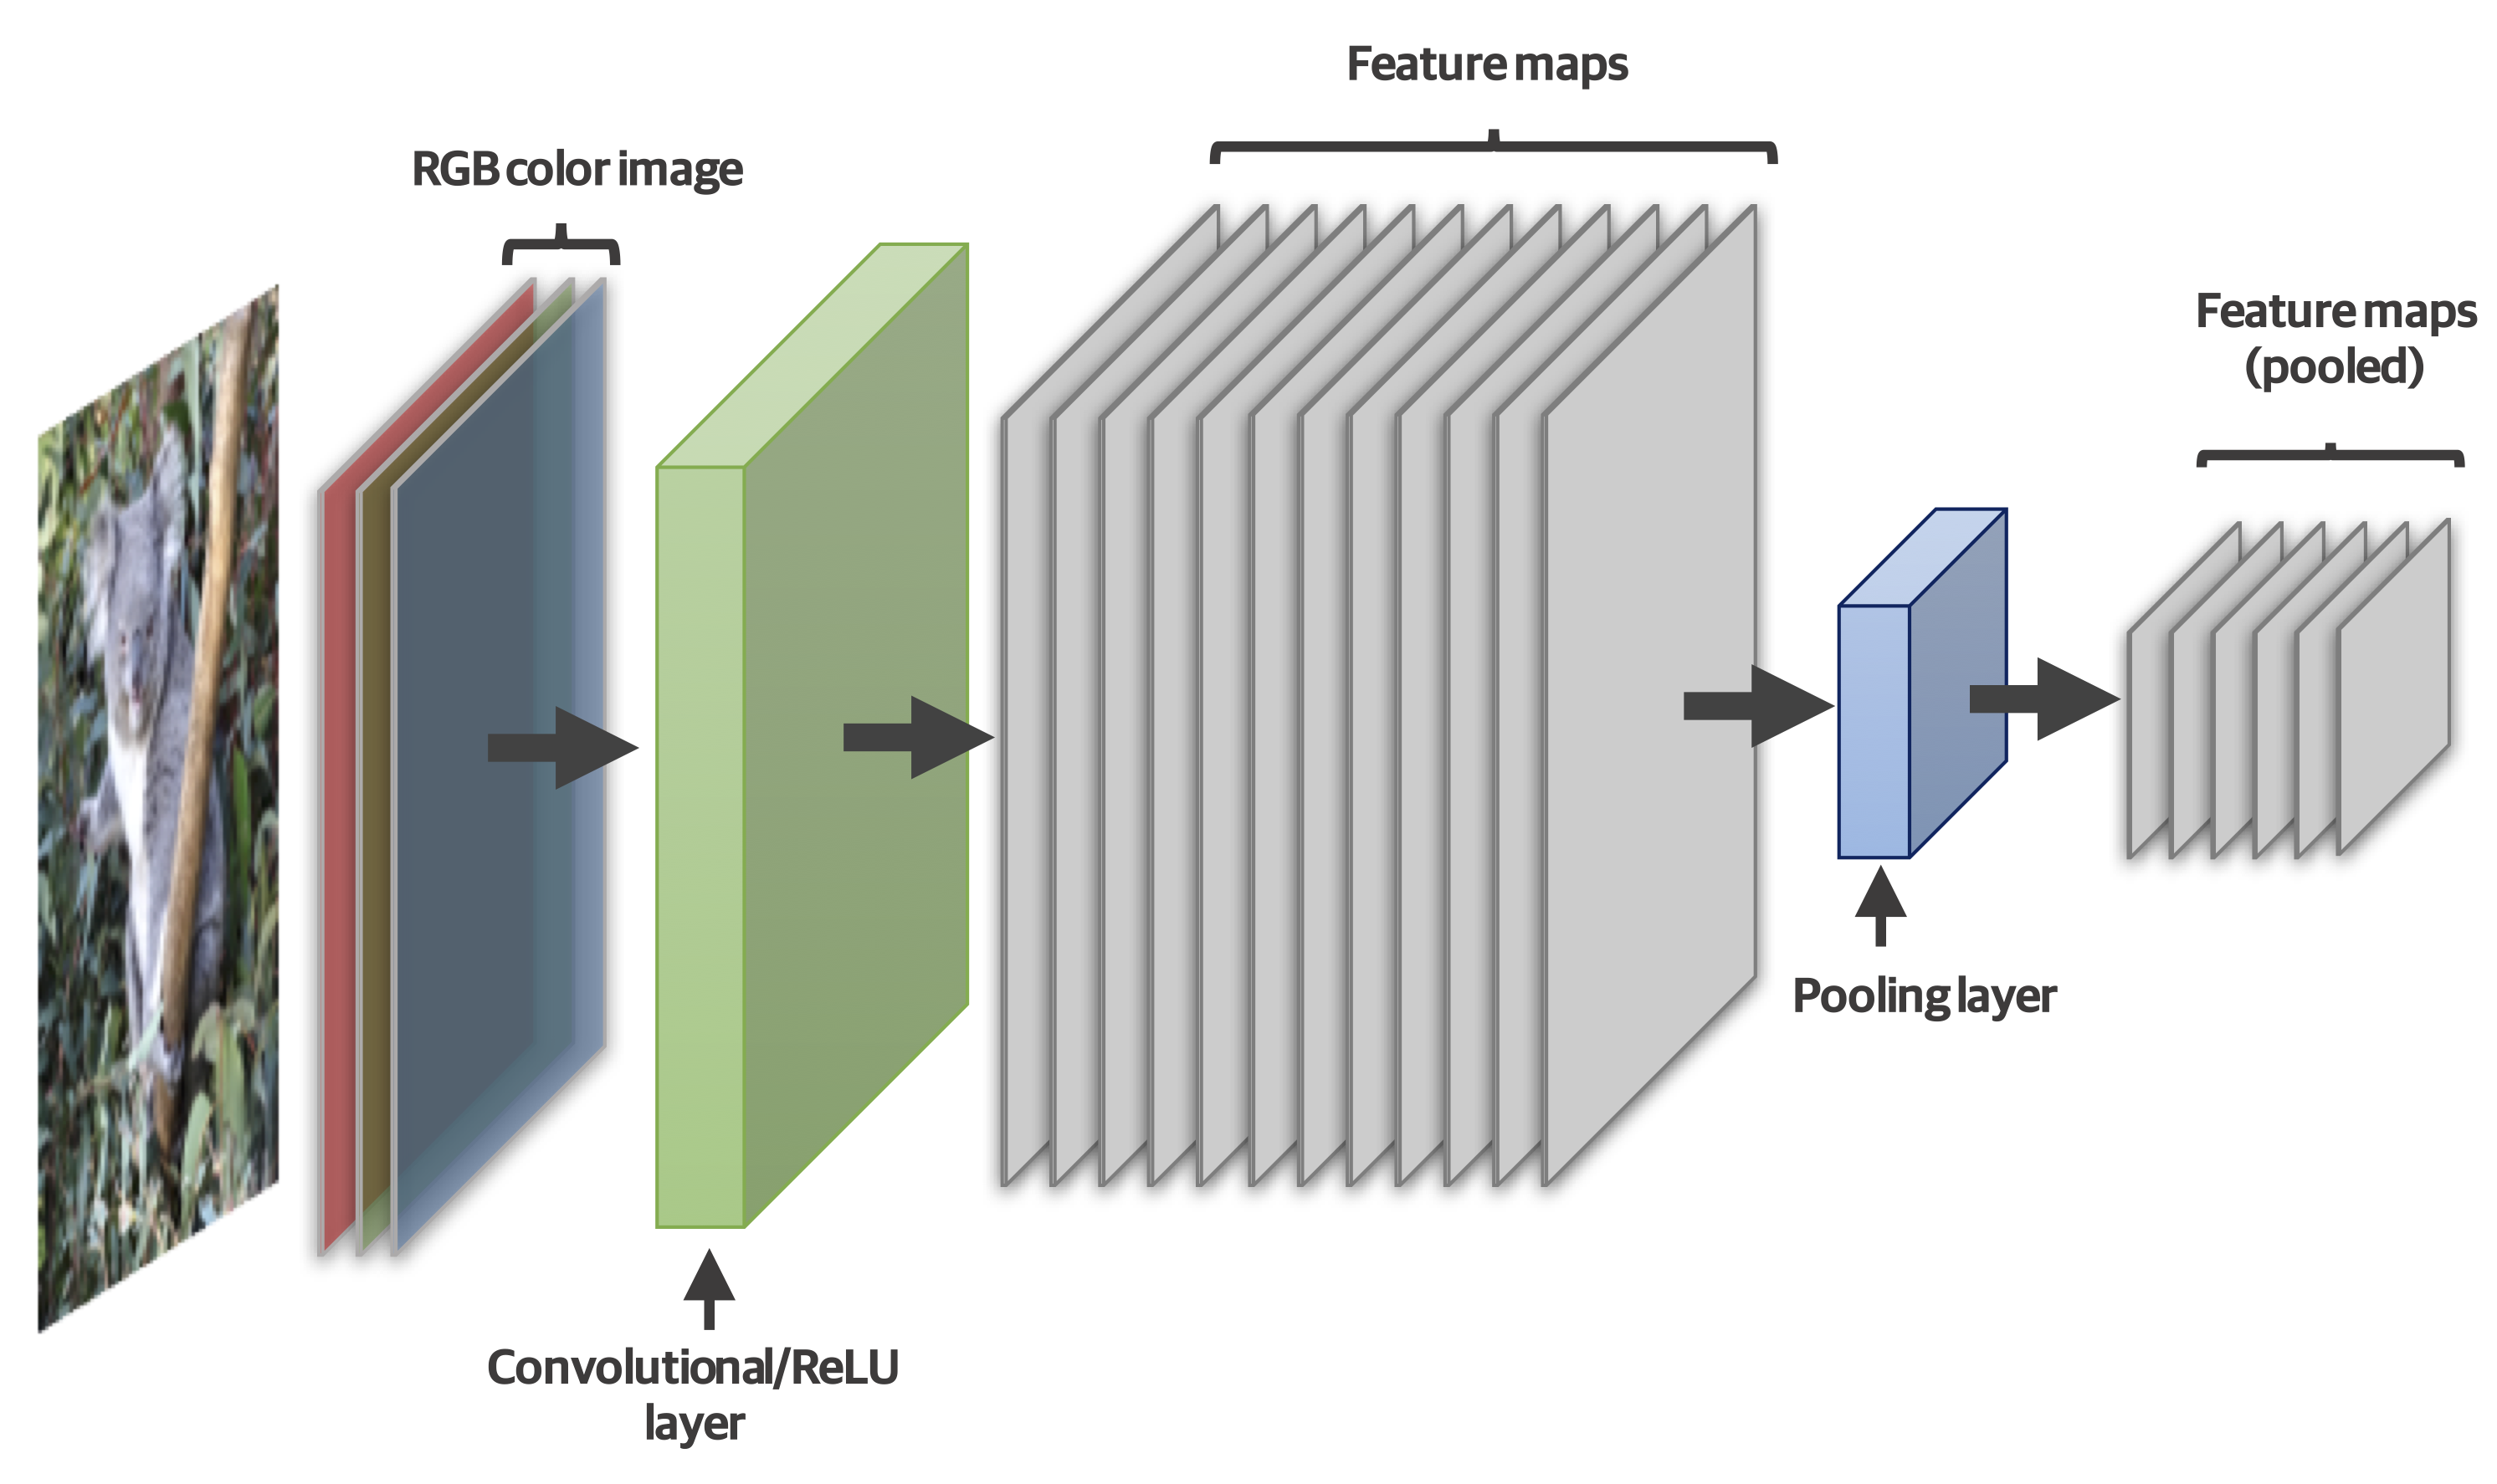 Feature maps
RGB color image
Feature maps
(pooled)
Pooling layer
Convolutional/ReLU
layer